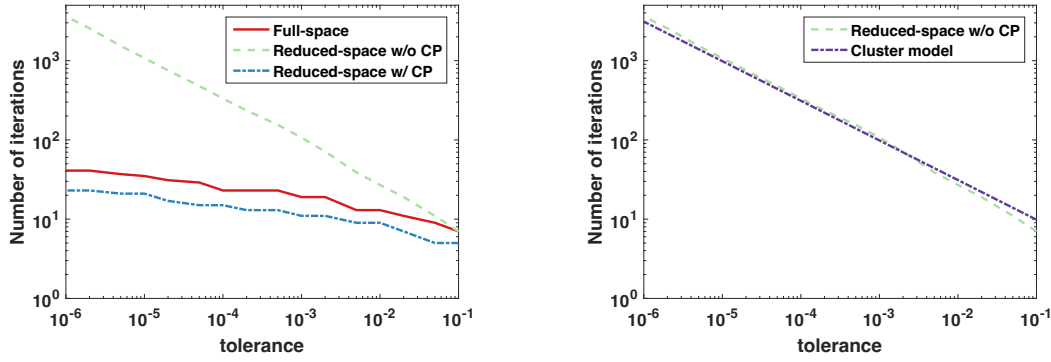 Number of iterations
10^3
10^2
10^1
10^0
Full-space
Reduced-space w/o CP
Reduced-space w/ CP
10^-6
10^-5
10^-4
10^-3
10^-2
10^-1
tolerance
Number of iterations
10^3
10^2
10^1
10^0
Reduced-space w/o CP
Cluster model
10^-6
10^-5
10^-4
10^-3
10^-2
10^-1
tolerance